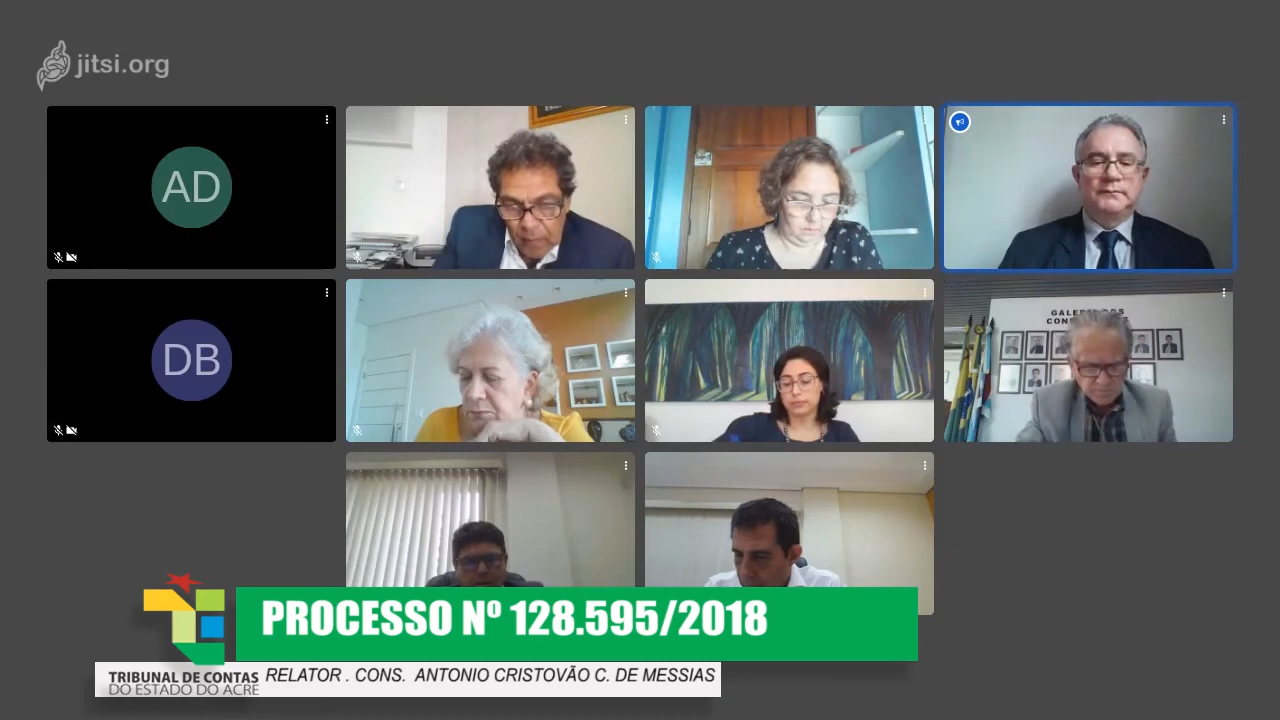 jitsi.org
AD
DB
PROCESSO Nº 128.595/2018
TRIBUNAL DE CONTAS
DO ESTADO DO ACRE
RELATOR . CONS. ANTONIO CRISTOVÃO C. DE MESSIAS